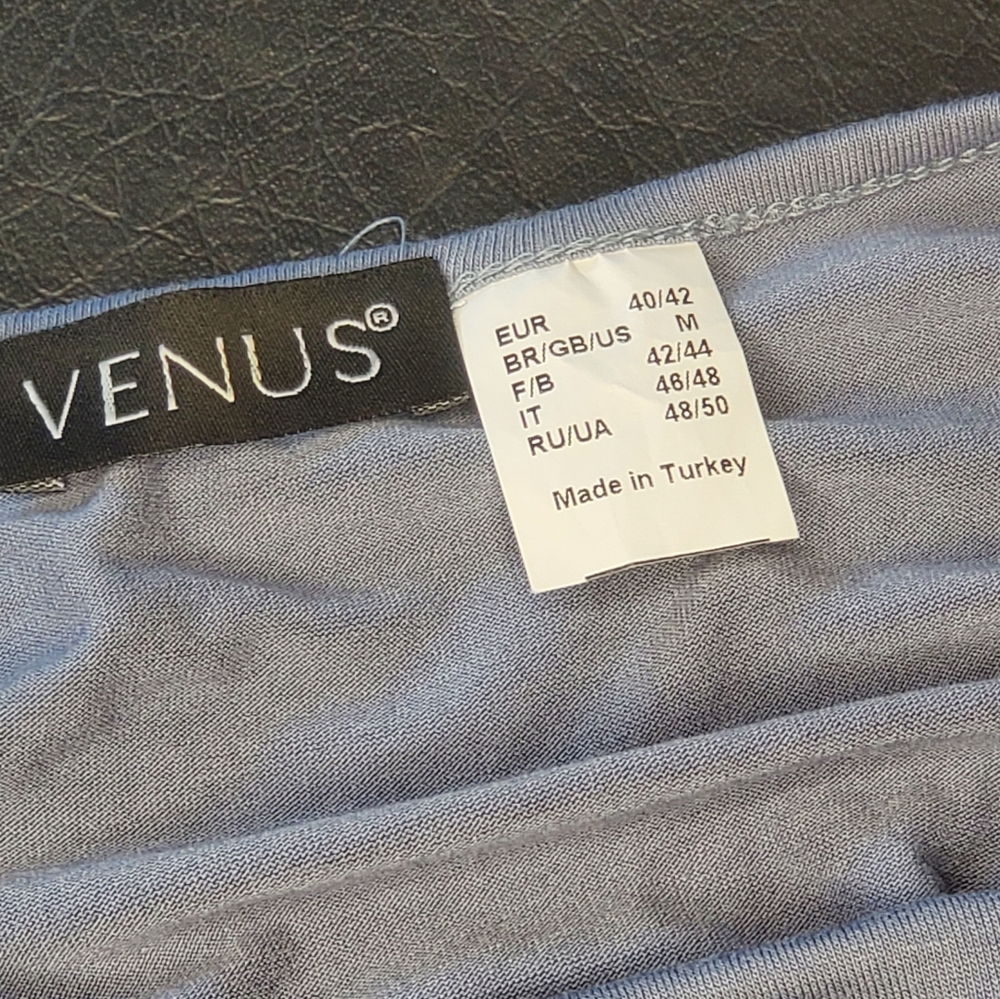 VENUS®
EUR 40/42
BR/GB/US M
F/B 42/44
IT 46/48
RU/UA 48/50
Made in Turkey